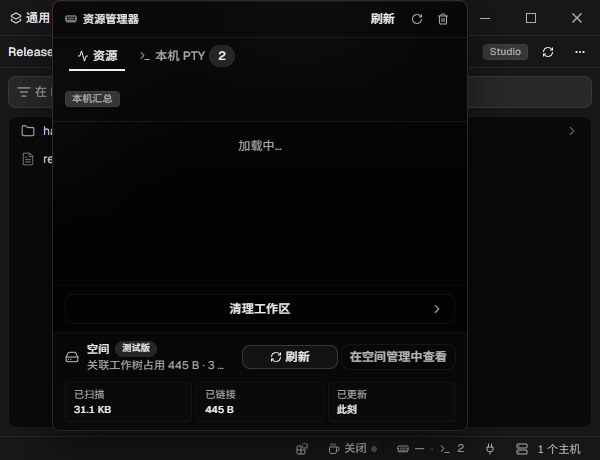 通用
资源管理器
刷新
Release
资源
本机 PTY
2
Studio
在
本机汇总
加载中…
清理工作区
空间
测试版
关联工作树占用 445 B · 3 …
刷新
在空间管理中查看
已扫描
31.1 KB
已链接
445 B
已更新
此刻
关闭
— · 2
1 个主机